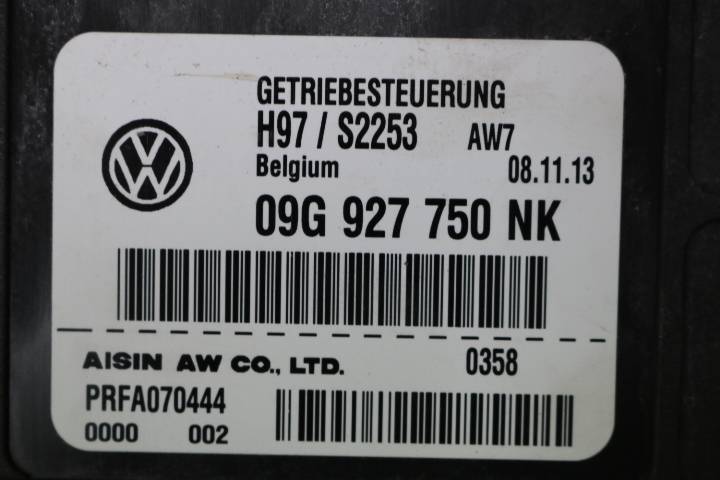 GETRIEBESTEUERUNG
H97 / S2253 AW7
Belgium 08.11.13
09G 927 750 NK
AISIN AW CO., LTD. 0358
PRFA070444
0000 002